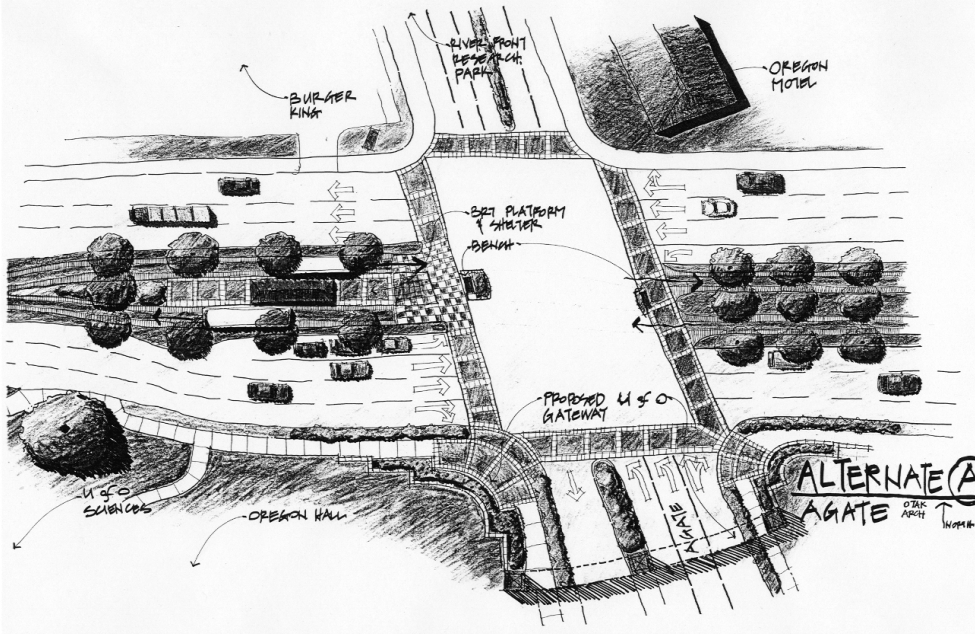 RIVER FRONT
RESEARCH
PARK
OREGON
MOTEL
BURGER
KING
BRT PLATFORM
& SHELTER
-BENCH-
-PROPOSED U of O-
GATEWAY
U of O
SCIENCES
-OREGON HALL
AGATE
ALTERNATE A
AGATE
OTAK
ARCH
NORTH